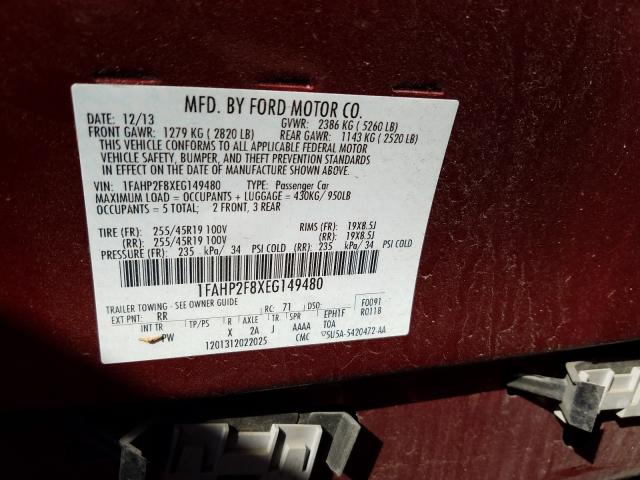 MFD. BY FORD MOTOR CO.
DATE: 12/13 GVWR: 2386 KG ( 5260 LB)
FRONT GAWR: 1279 KG ( 2820 LB) REAR GAWR: 1143 KG ( 2520 LB)
THIS VEHICLE CONFORMS TO ALL APPLICABLE FEDERAL MOTOR
VEHICLE SAFETY, BUMPER, AND THEFT PREVENTION STANDARDS
IN EFFECT ON THE DATE OF MANUFACTURE SHOWN ABOVE.
VIN: 1FAHP2F8XEG149480 TYPE: Passenger Car
MAXIMUM LOAD = OCCUPANTS + LUGGAGE = 430KG/ 950LB
OCCUPANTS = 5 TOTAL; 2 FRONT, 3 REAR
TIRE (FR): 255/45R19 100V RIMS (FR): 19X8.5J
(RR): 255/45R19 100V (RR): 19X8.5J
PRESSURE (FR): 235 kPa/ 34 PSI COLD (RR): 235 kPa/ 34 PSI COLD
1FAHP2F8XEG149480
TRAILER TOWING - SEE OWNER GUIDE F0091
EXT PNT: RR RC: 71 DSO: R0118
INT TR TP/PS R AXLE TR SPR EPH1F
PW X 2A J AAAA TOA
1201312022025 CMC 5U5A-5420472-AA